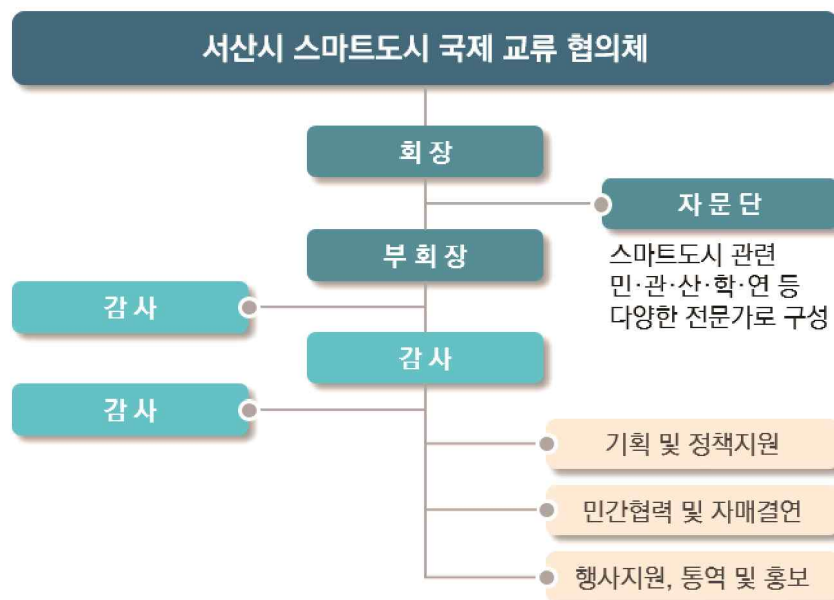 서산시 스마트도시 국제 교류 협의체
회 장
자 문 단
스마트도시 관련
민·관·산·학·연 등
다양한 전문가로 구성
부 회 장
감 사
감 사
감 사
기획 및 정책지원
민간협력 및 자매결연
행사지원, 통역 및 홍보